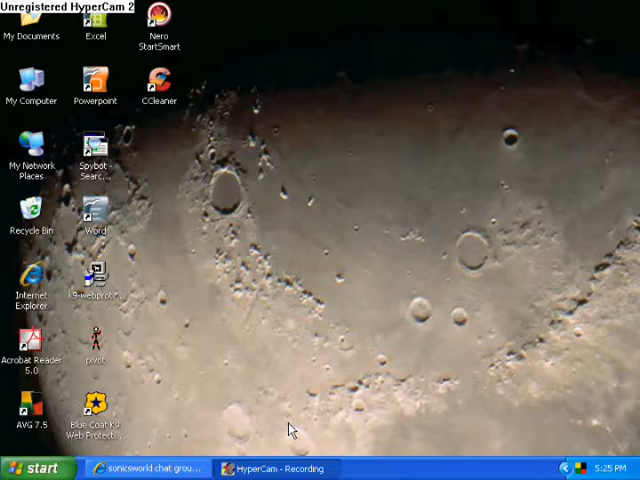 Unregistered HyperCam 2
My Documents
Excel
Nero
StartSmart
My Computer
Powerpoint
CCleaner
My Network
Places
Spybot -
Searc...
Recycle Bin
Word
Internet
Explorer
k9-webprot...
Acrobat Reader
5.0
pivot
AVG 7.5
Blue Coat K9
Web Protecti...
start
sonicsworld chat grou...
HyperCam - Recording
5:25 PM